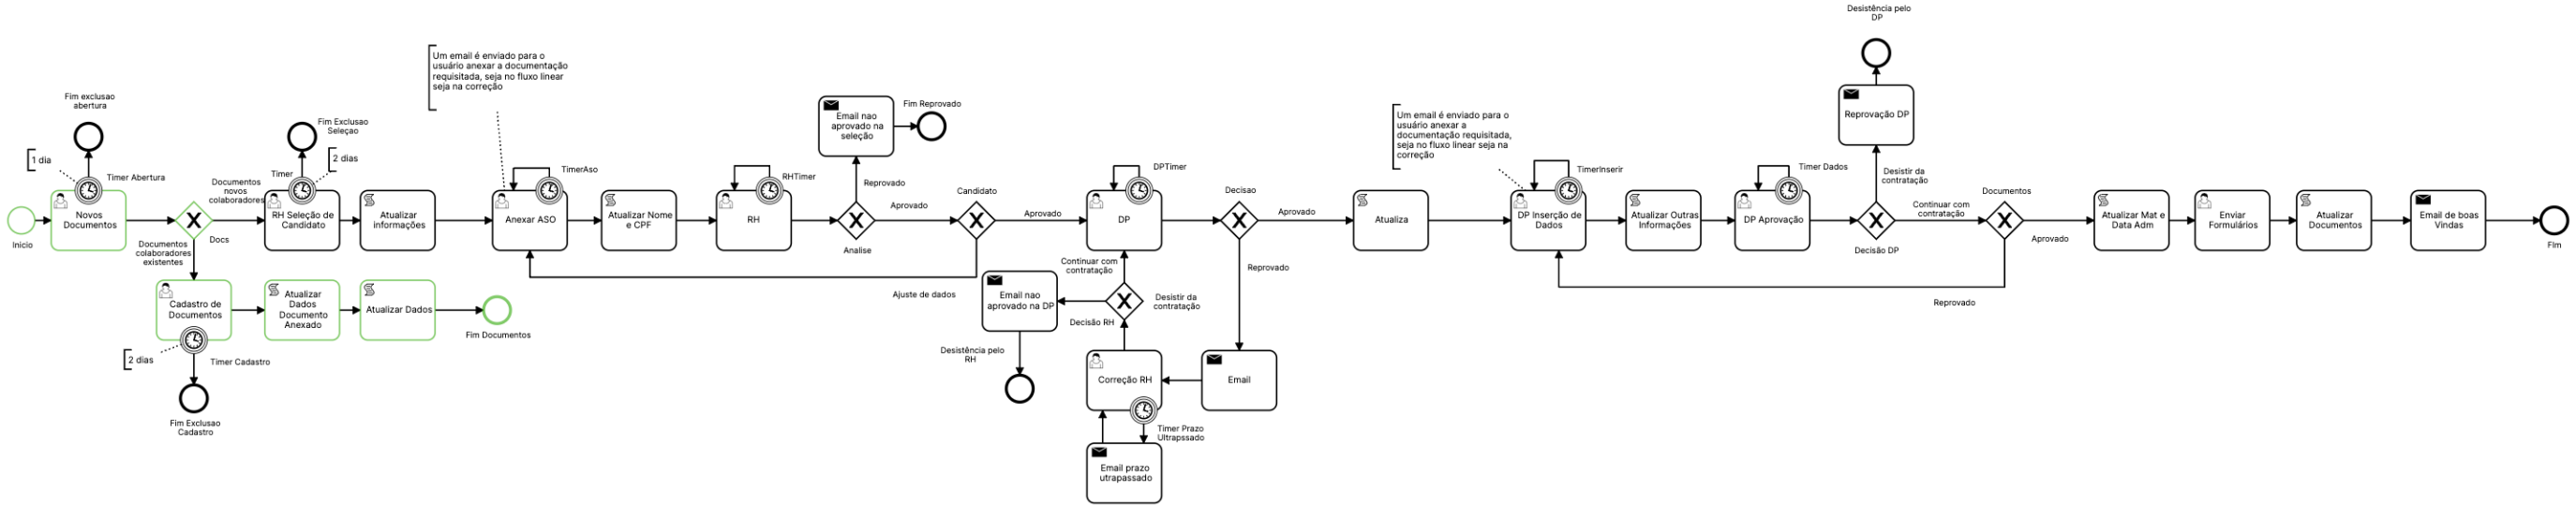 Desistência pelo
DP
Um email é enviado para o
usuário anexar a documentação
requisitada, seja no fluxo linear
seja na correção
Fim exclusao
abertura
Fim Exclusao
Seleçao
1 dia
Timer Abertura
Timer
2 dias
Novos
Documentos
Inicio
Documentos
novos
colaboradores
Docs
Documentos
colaboradores
existentes
RH Seleção de
Candidato
Atualizar
informações
TimerAso
Anexar ASO
Atualizar Nome
e CPF
RHTimer
RH
Email nao
aprovado na
seleção
Fim Reprovado
Reprovado
Aprovado
Analise
Candidato
Aprovado
Ajuste de dados
DPTimer
DP
Decisao
Aprovado
Reprovado
Continuar com
contratação
Email nao
aprovado na DP
Desistir da
contratação
Decisão RH
Desistência pelo
RH
Correção RH
Email
Timer Prazo
Ultrapssado
Email prazo
utrapassado
Cadastro de
Documentos
Atualizar
Dados
Documento
Anexado
Atualizar Dados
Fim Documentos
2 dias
Timer Cadastro
Fim Exclusao
Cadastro
Atualiza
Um email é enviado para o
usuário anexar a
documentação requisitada,
seja no fluxo linear seja na
correção
TimerInserir
DP Inserção de
Dados
Atualizar Outras
Informações
Timer Dados
DP Aprovação
Reprovação DP
Desistir da
contratação
Continuar com
contratação
Decisão DP
Documentos
Aprovado
Reprovado
Atualizar Mat e
Data Adm
Enviar
Formulários
Atualizar
Documentos
Email de boas
Vindas
FIm